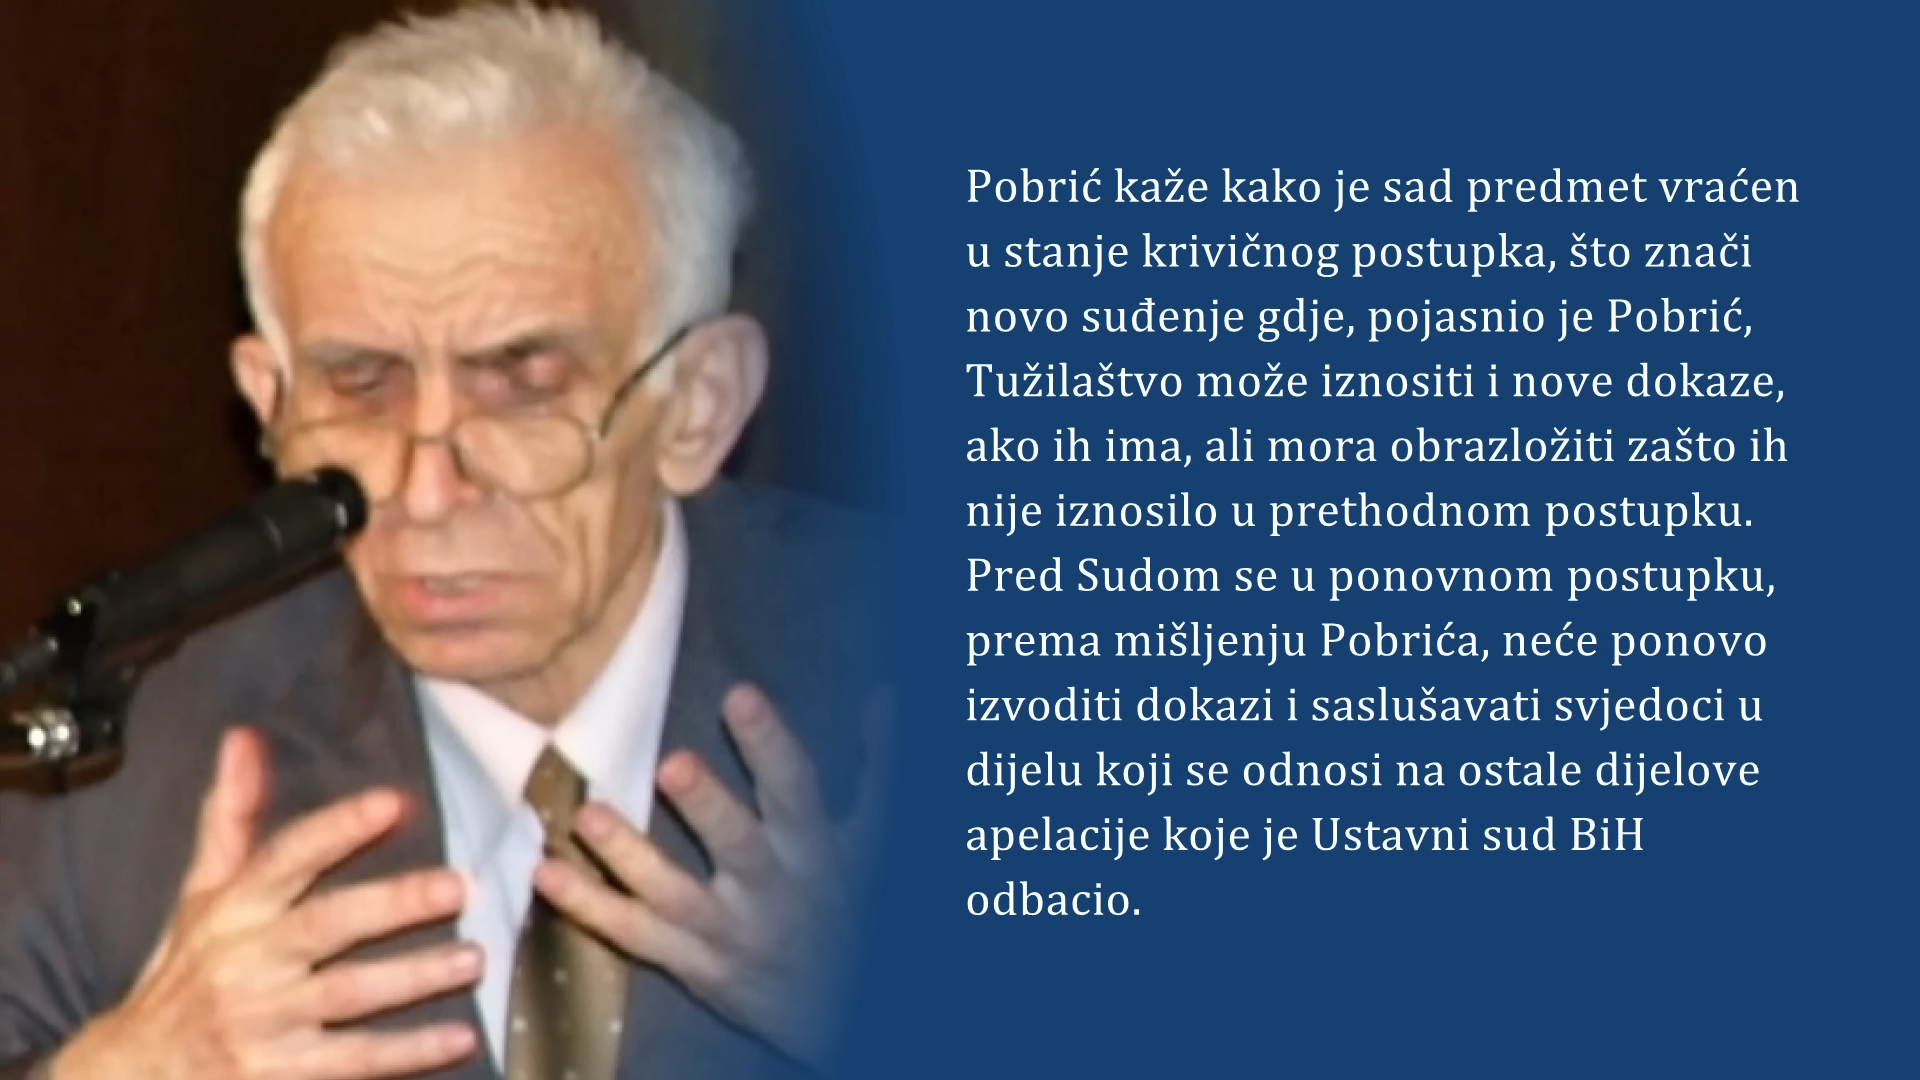 Pobrić kaže kako je sad predmet vraćen
u stanje krivičnog postupka, što znači
novo suđenje gdje, pojasnio je Pobrić,
Tužilaštvo može iznositi i nove dokaze,
ako ih ima, ali mora obrazložiti zašto ih
nije iznosilo u prethodnom postupku.
Pred Sudom se u ponovnom postupku,
prema mišljenju Pobrića, neće ponovo
izvoditi dokazi i saslušavati svjedoci u
dijelu koji se odnosi na ostale dijelove
apelacije koje je Ustavni sud BiH
odbacio.